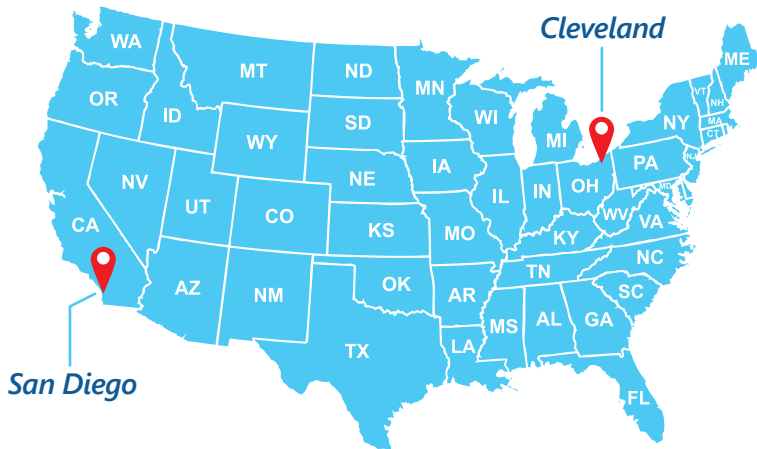 Cleveland
WA
MT
ND
MN
ME
VT
NH
OR
ID
SD
WI
MI
NY
MA
CT
WY
IA
PA
NJ
NV
NE
IL
IN
OH
MD
UT
CO
KS
MO
WV
VA
CA
KY
NC
AZ
NM
OK
AR
TN
SC
MS
AL
GA
LA
TX
San Diego
FL